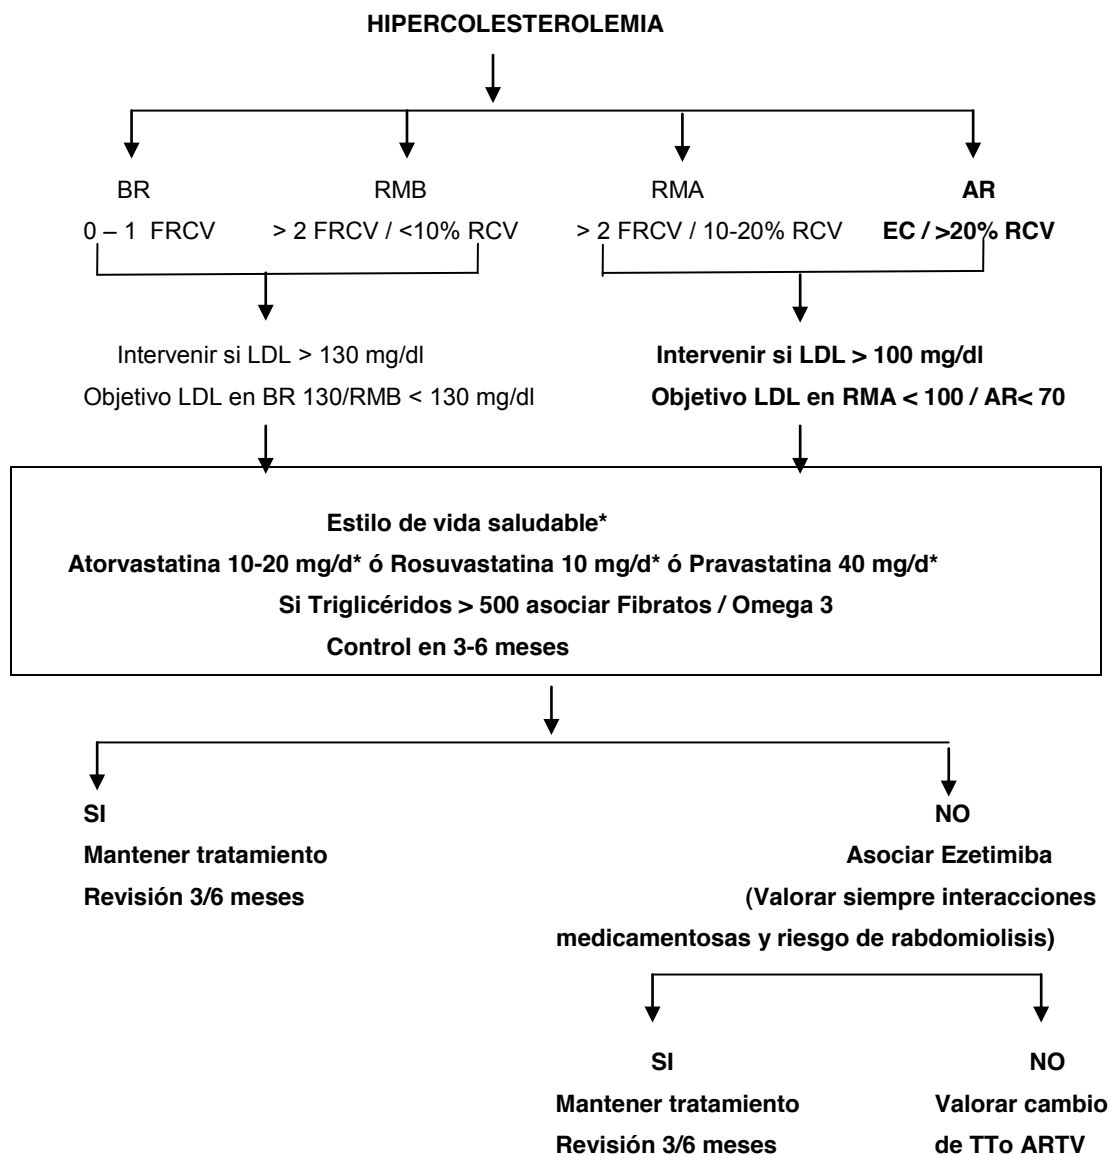 HIPERCOLESTEROLEMIA
BR RMB RMA AR
0 – 1 FRCV > 2 FRCV / <10% RCV > 2 FRCV / 10-20% RCV EC / >20% RCV
Intervenir si LDL > 130 mg/dl Intervenir si LDL > 100 mg/dl
Objetivo LDL en BR 130/RMB < 130 mg/dl Objetivo LDL en RMA < 100 / AR< 70
Estilo de vida saludable*
Atorvastatina 10-20 mg/d* ó Rosuvastatina 10 mg/d* ó Pravastatina 40 mg/d*
Si Triglicéridos > 500 asociar Fibratos / Omega 3
Control en 3-6 meses
SI NO
Mantener tratamiento Asociar Ezetimiba
Revisión 3/6 meses (Valorar siempre interacciones
medicamentosas y riesgo de rabdomiolisis)
SI NO
Mantener tratamiento Valorar cambio
Revisión 3/6 meses de TTo ARTV